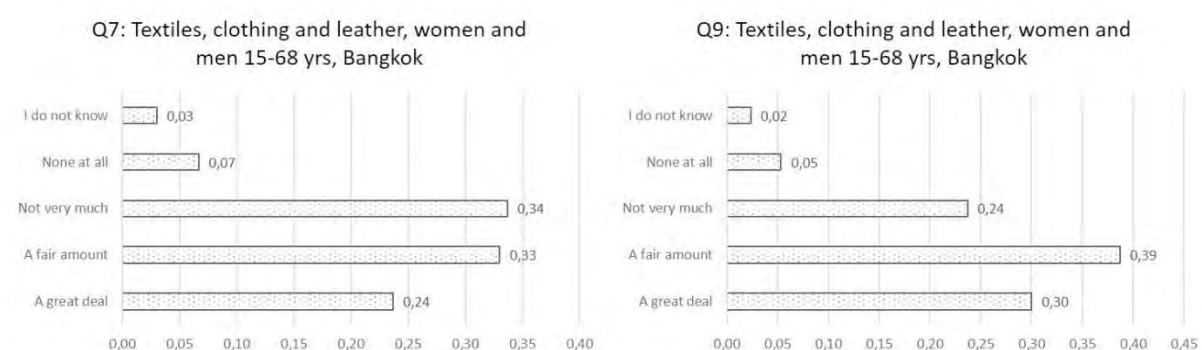 Q7: Textiles, clothing and leather, women and
men 15-68 yrs, Bangkok
I do not know
0,03
None at all
0,07
Not very much
0,34
A fair amount
0,33
A great deal
0,24
0,00 0,05 0,10 0,15 0,20 0,25 0,30 0,35 0,40
Q9: Textiles, clothing and leather, women and
men 15-68 yrs, Bangkok
I do not know
0,02
None at all
0,05
Not very much
0,24
A fair amount
0,39
A great deal
0,30
0,00 0,05 0,10 0,15 0,20 0,25 0,30 0,35 0,40 0,45